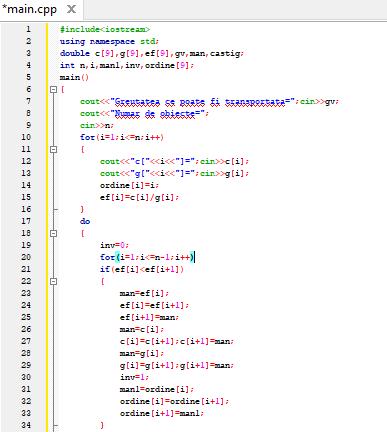 *main.cpp X
1 #include<iostream>
2 using namespace std;
3 double c[9],g[9],ef[9],gv,man,castig;
4 int n,i,man1,inv,ordine[9];
5 main()
6 {
7 cout<<"Greutatea ce poate fi transportata=";cin>>gv;
8 cout<<"Numar de obiecte=";
9 cin>>n;
10 for(i=1;i<=n;i++)
11 {
12 cout<<"c["<<i<<"]=";cin>>c[i];
13 cout<<"g["<<i<<"]=";cin>>g[i];
14 ordine[i]=i;
15 ef[i]=c[i]/g[i];
16 }
17 do
18 {
19 inv=0;
20 for(i=1;i<=n-1;i++)
21 if(ef[i]<ef[i+1])
22 {
23 man=ef[i];
24 ef[i]=ef[i+1];
25 ef[i+1]=man;
26 man=c[i];
27 c[i]=c[i+1];c[i+1]=man;
28 man=g[i];
29 g[i]=g[i+1];g[i+1]=man;
30 inv=1;
31 man1=ordine[i];
32 ordine[i]=ordine[i+1];
33 ordine[i+1]=man1;
34 }